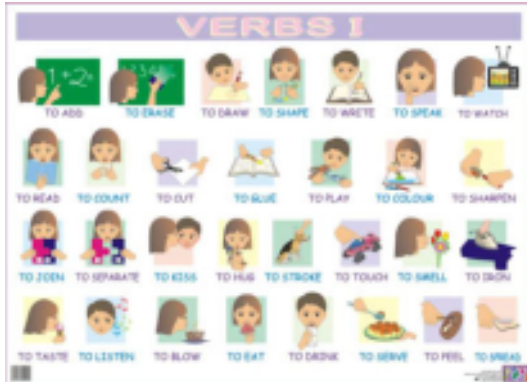 VERBS I
1+2=
TO ADD TO ERASE TO DRAW TO SHAPE TO WRITE TO SPEAK TO WATCH
TO READ TO COUNT TO CUT TO GLUE TO PLAY TO COLOUR TO SHARPEN
TO JOIN TO SEPARATE TO KISS TO HUG TO STROKE TO TOUCH TO SMELL TO IRON
TO TASTE TO LISTEN TO BLOW TO EAT TO DRINK TO SERVE TO PEEL TO SPREAD